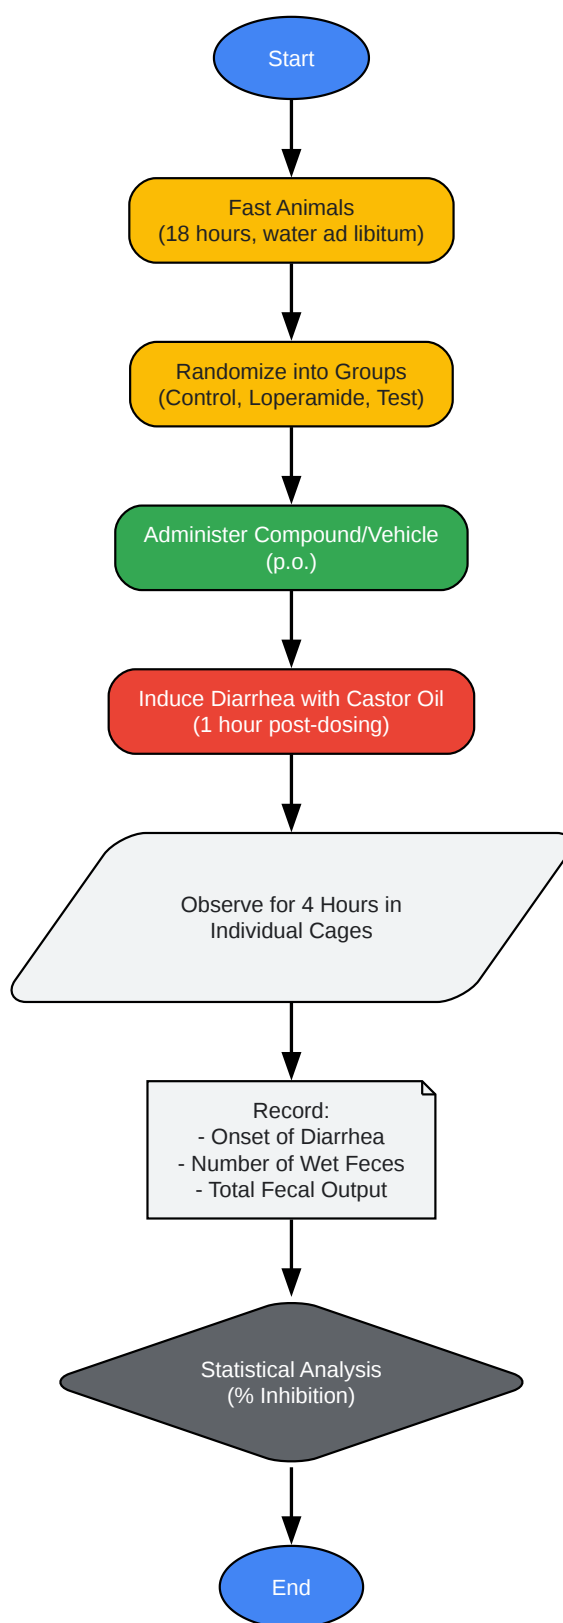 Start
Fast Animals
(18 hours, water ad libitum)
Randomize into Groups
(Control, Loperamide, Test)
Administer Compound/Vehicle
(p.o.)
Induce Diarrhea with Castor Oil
(1 hour post-dosing)
Observe for 4 Hours in
Individual Cages
Record:
- Onset of Diarrhea
- Number of Wet Feces
- Total Fecal Output
Statistical Analysis
(% Inhibition)
End